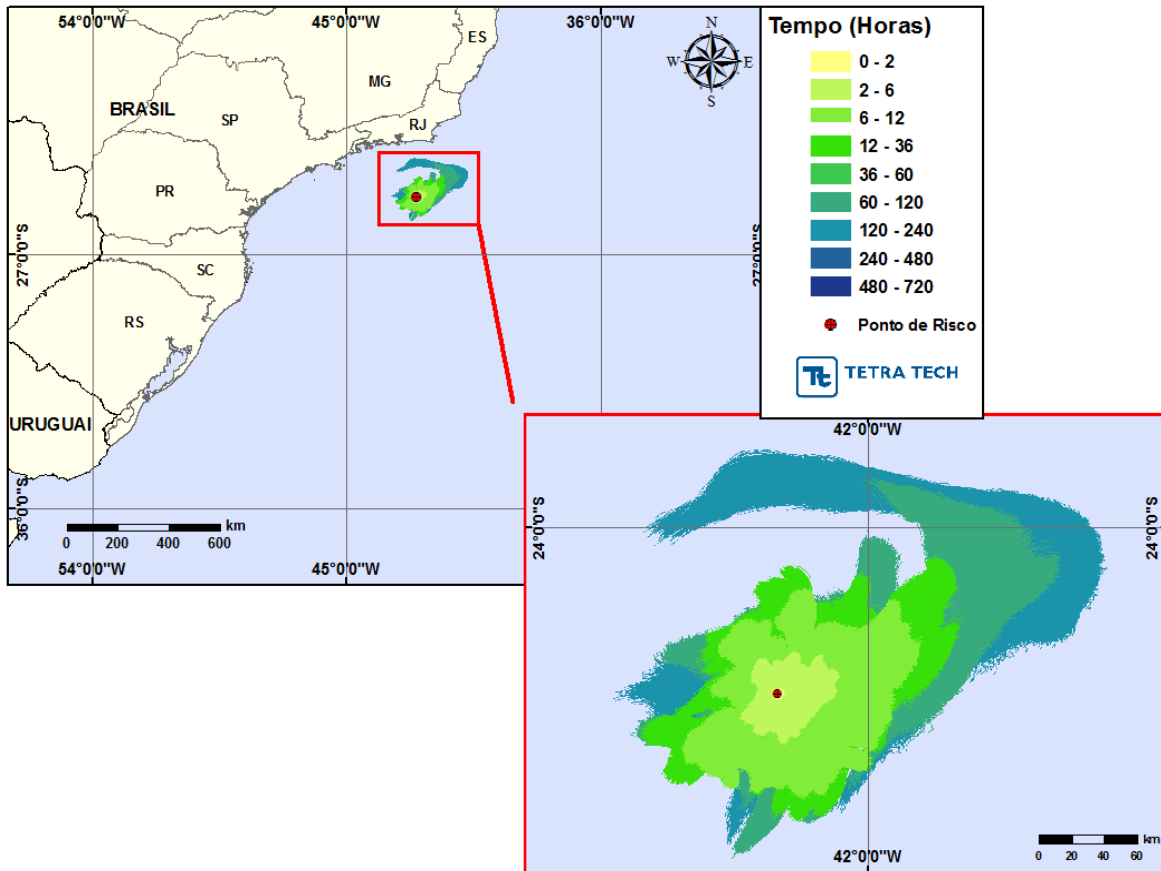 54°0'0"W
45°0'0"W
36°0'0"W
ES
MG
BRASIL
SP
RJ
PR
SC
RS
URUGUAI
27°0'0"S
27°0'0"S
36°0'0"S
N
W
E
S
km
0 200 400 600
54°0'0"W
45°0'0"W
Tempo (Horas)
0 - 2
2 - 6
6 - 12
12 - 36
36 - 60
60 - 120
120 - 240
240 - 480
480 - 720
Ponto de Risco
Tt TETRA TECH
42°0'0"W
24°0'0"S
24°0'0"S
km
0 20 40 60
42°0'0"W